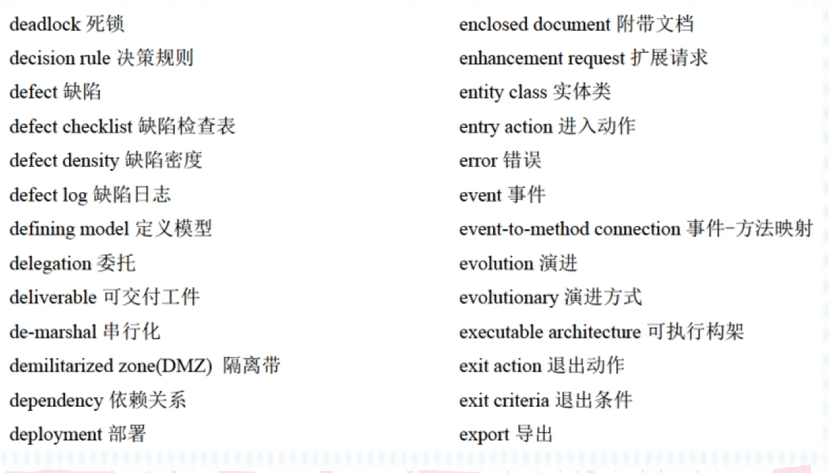 deadlock 死锁
decision rule 决策规则
defect 缺陷
defect checklist 缺陷检查表
defect density 缺陷密度
defect log 缺陷日志
defining model 定义模型
delegation 委托
deliverable 可交付工件
de-marshal 串行化
demilitarized zone(DMZ) 隔离带
dependency 依赖关系
deployment 部署
enclosed document 附带文档
enhancement request 扩展请求
entity class 实体类
entry action 进入动作
error 错误
event 事件
event-to-method connection 事件-方法映射
evolution 演进
evolutionary 演进方式
executable architecture 可执行构架
exit action 退出动作
exit criteria 退出条件
export 导出